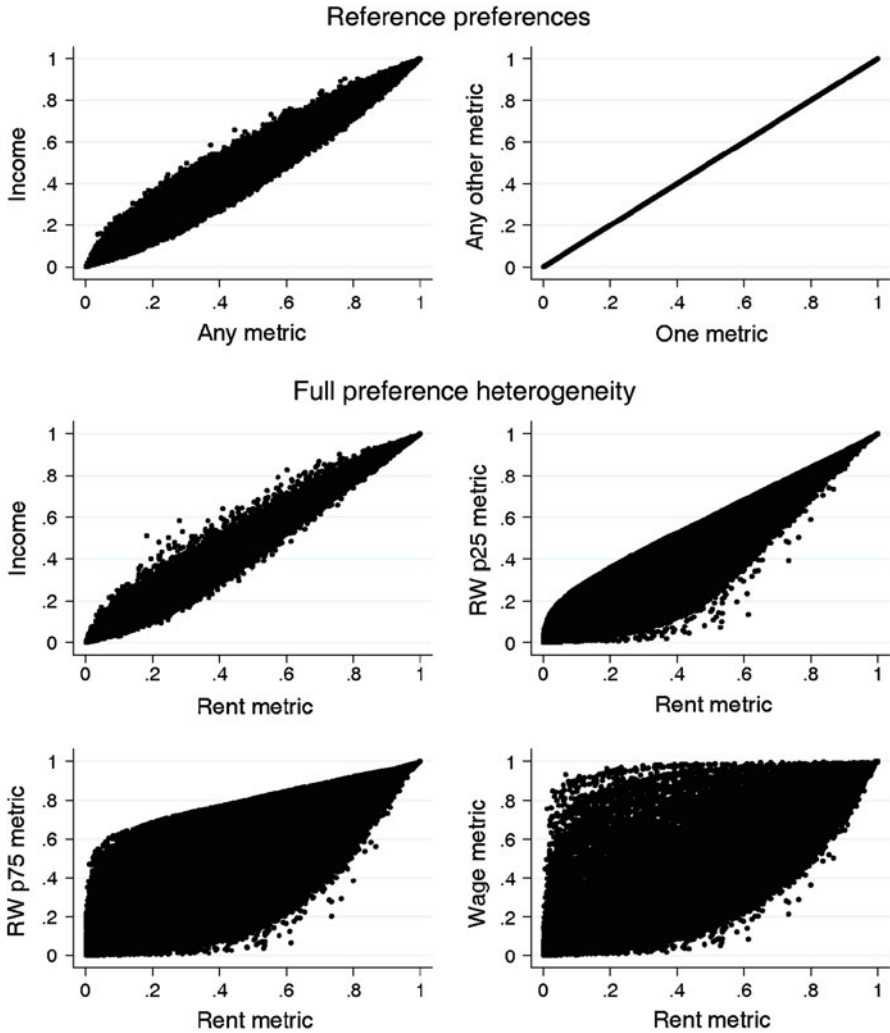 Reference preferences
Income
1
.8
.6
.4
.2
0
0 .2 .4 .6 .8 1
Any metric
Any other metric
1
.8
.6
.4
.2
0
0 .2 .4 .6 .8 1
One metric
Full preference heterogeneity
Income
1
.8
.6
.4
.2
0
0 .2 .4 .6 .8 1
Rent metric
RW p25 metric
1
.8
.6
.4
.2
0
0 .2 .4 .6 .8 1
Rent metric
RW p75 metric
1
.8
.6
.4
.2
0
0 .2 .4 .6 .8 1
Rent metric
Wage metric
1
.8
.6
.4
.2
0
0 .2 .4 .6 .8 1
Rent metric